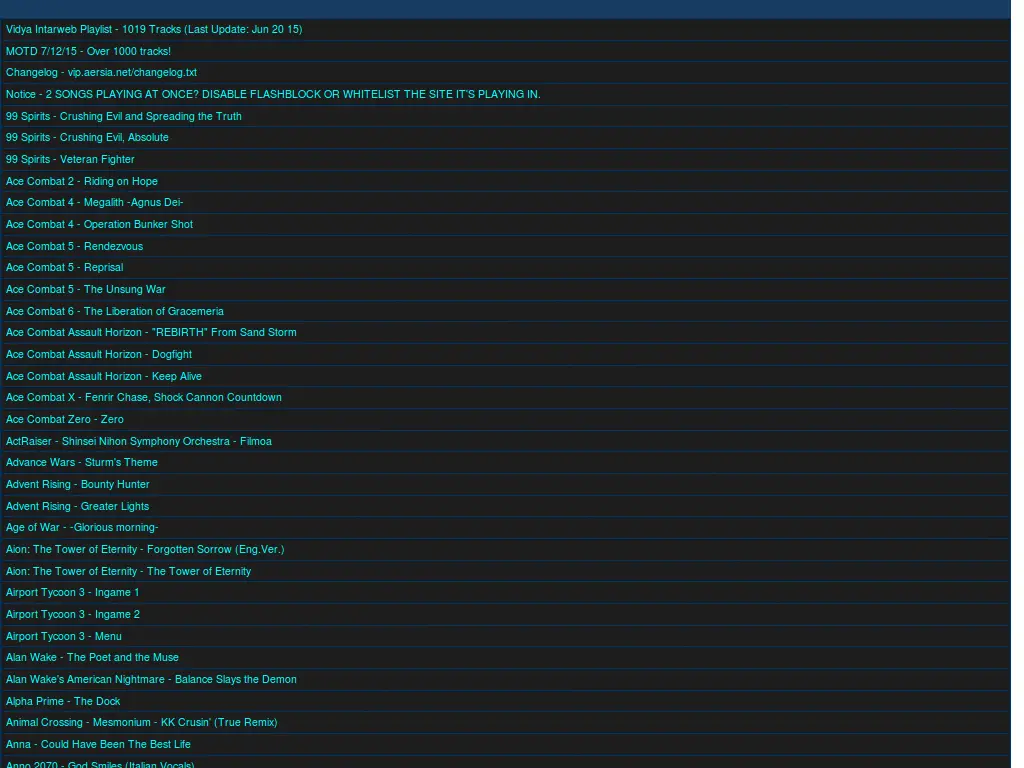 Vidya Intarweb Playlist - 1019 Tracks (Last Update: Jun 20 15)
MOTD 7/12/15 - Over 1000 tracks!
Changelog - vip.aersia.net/changelog.txt
Notice - 2 SONGS PLAYING AT ONCE? DISABLE FLASHBLOCK OR WHITELIST THE SITE IT'S PLAYING IN.
99 Spirits - Crushing Evil and Spreading the Truth
99 Spirits - Crushing Evil, Absolute
99 Spirits - Veteran Fighter
Ace Combat 2 - Riding on Hope
Ace Combat 4 - Megalith -Agnus Dei-
Ace Combat 4 - Operation Bunker Shot
Ace Combat 5 - Rendezvous
Ace Combat 5 - Reprisal
Ace Combat 5 - The Unsung War
Ace Combat 6 - The Liberation of Gracemeria
Ace Combat Assault Horizon - "REBIRTH" From Sand Storm
Ace Combat Assault Horizon - Dogfight
Ace Combat Assault Horizon - Keep Alive
Ace Combat X - Fenrir Chase, Shock Cannon Countdown
Ace Combat Zero - Zero
ActRaiser - Shinsei Nihon Symphony Orchestra - Filmoa
Advance Wars - Sturm's Theme
Advent Rising - Bounty Hunter
Advent Rising - Greater Lights
Age of War - -Glorious morning-
Aion: The Tower of Eternity - Forgotten Sorrow (Eng.Ver.)
Aion: The Tower of Eternity - The Tower of Eternity
Airport Tycoon 3 - Ingame 1
Airport Tycoon 3 - Ingame 2
Airport Tycoon 3 - Menu
Alan Wake - The Poet and the Muse
Alan Wake's American Nightmare - Balance Slays the Demon
Alpha Prime - The Dock
Animal Crossing - Mesmonium - KK Crusin' (True Remix)
Anna - Could Have Been The Best Life
Anno 2070 - God Smiles (Italian Vocals)